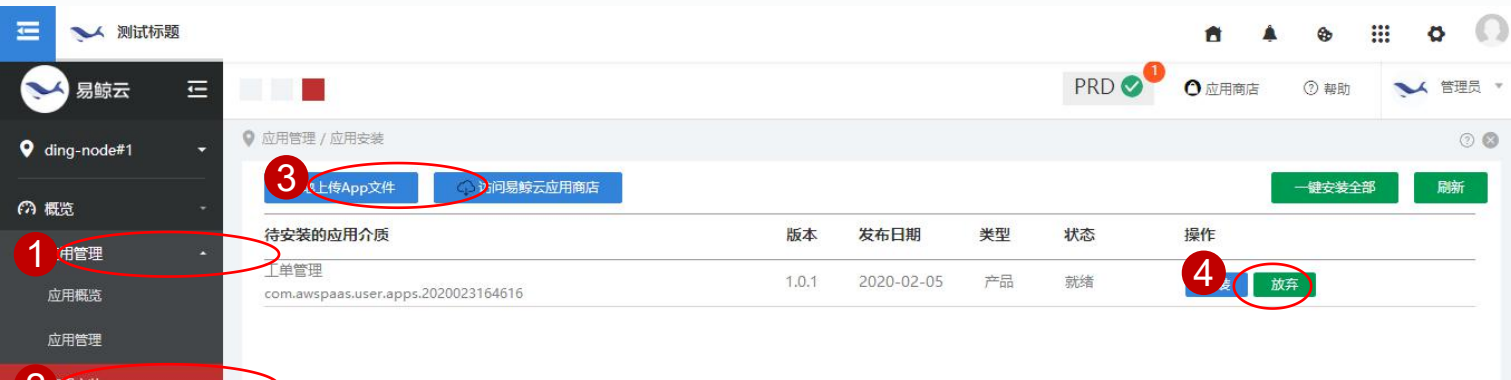 测试标题
易鲸云
PRD
1
应用商店
帮助
管理员
ding-node#1
应用管理 / 应用安装
3
上传App文件
访问易鲸云应用商店
一键安装全部
刷新
概览
待安装的应用介质
版本
发布日期
类型
状态
操作
1
用管理
工单管理
com.awspaas.user.apps.2020023164616
1.0.1
2020-02-05
产品
就绪
4
放弃
应用概览
应用管理
2